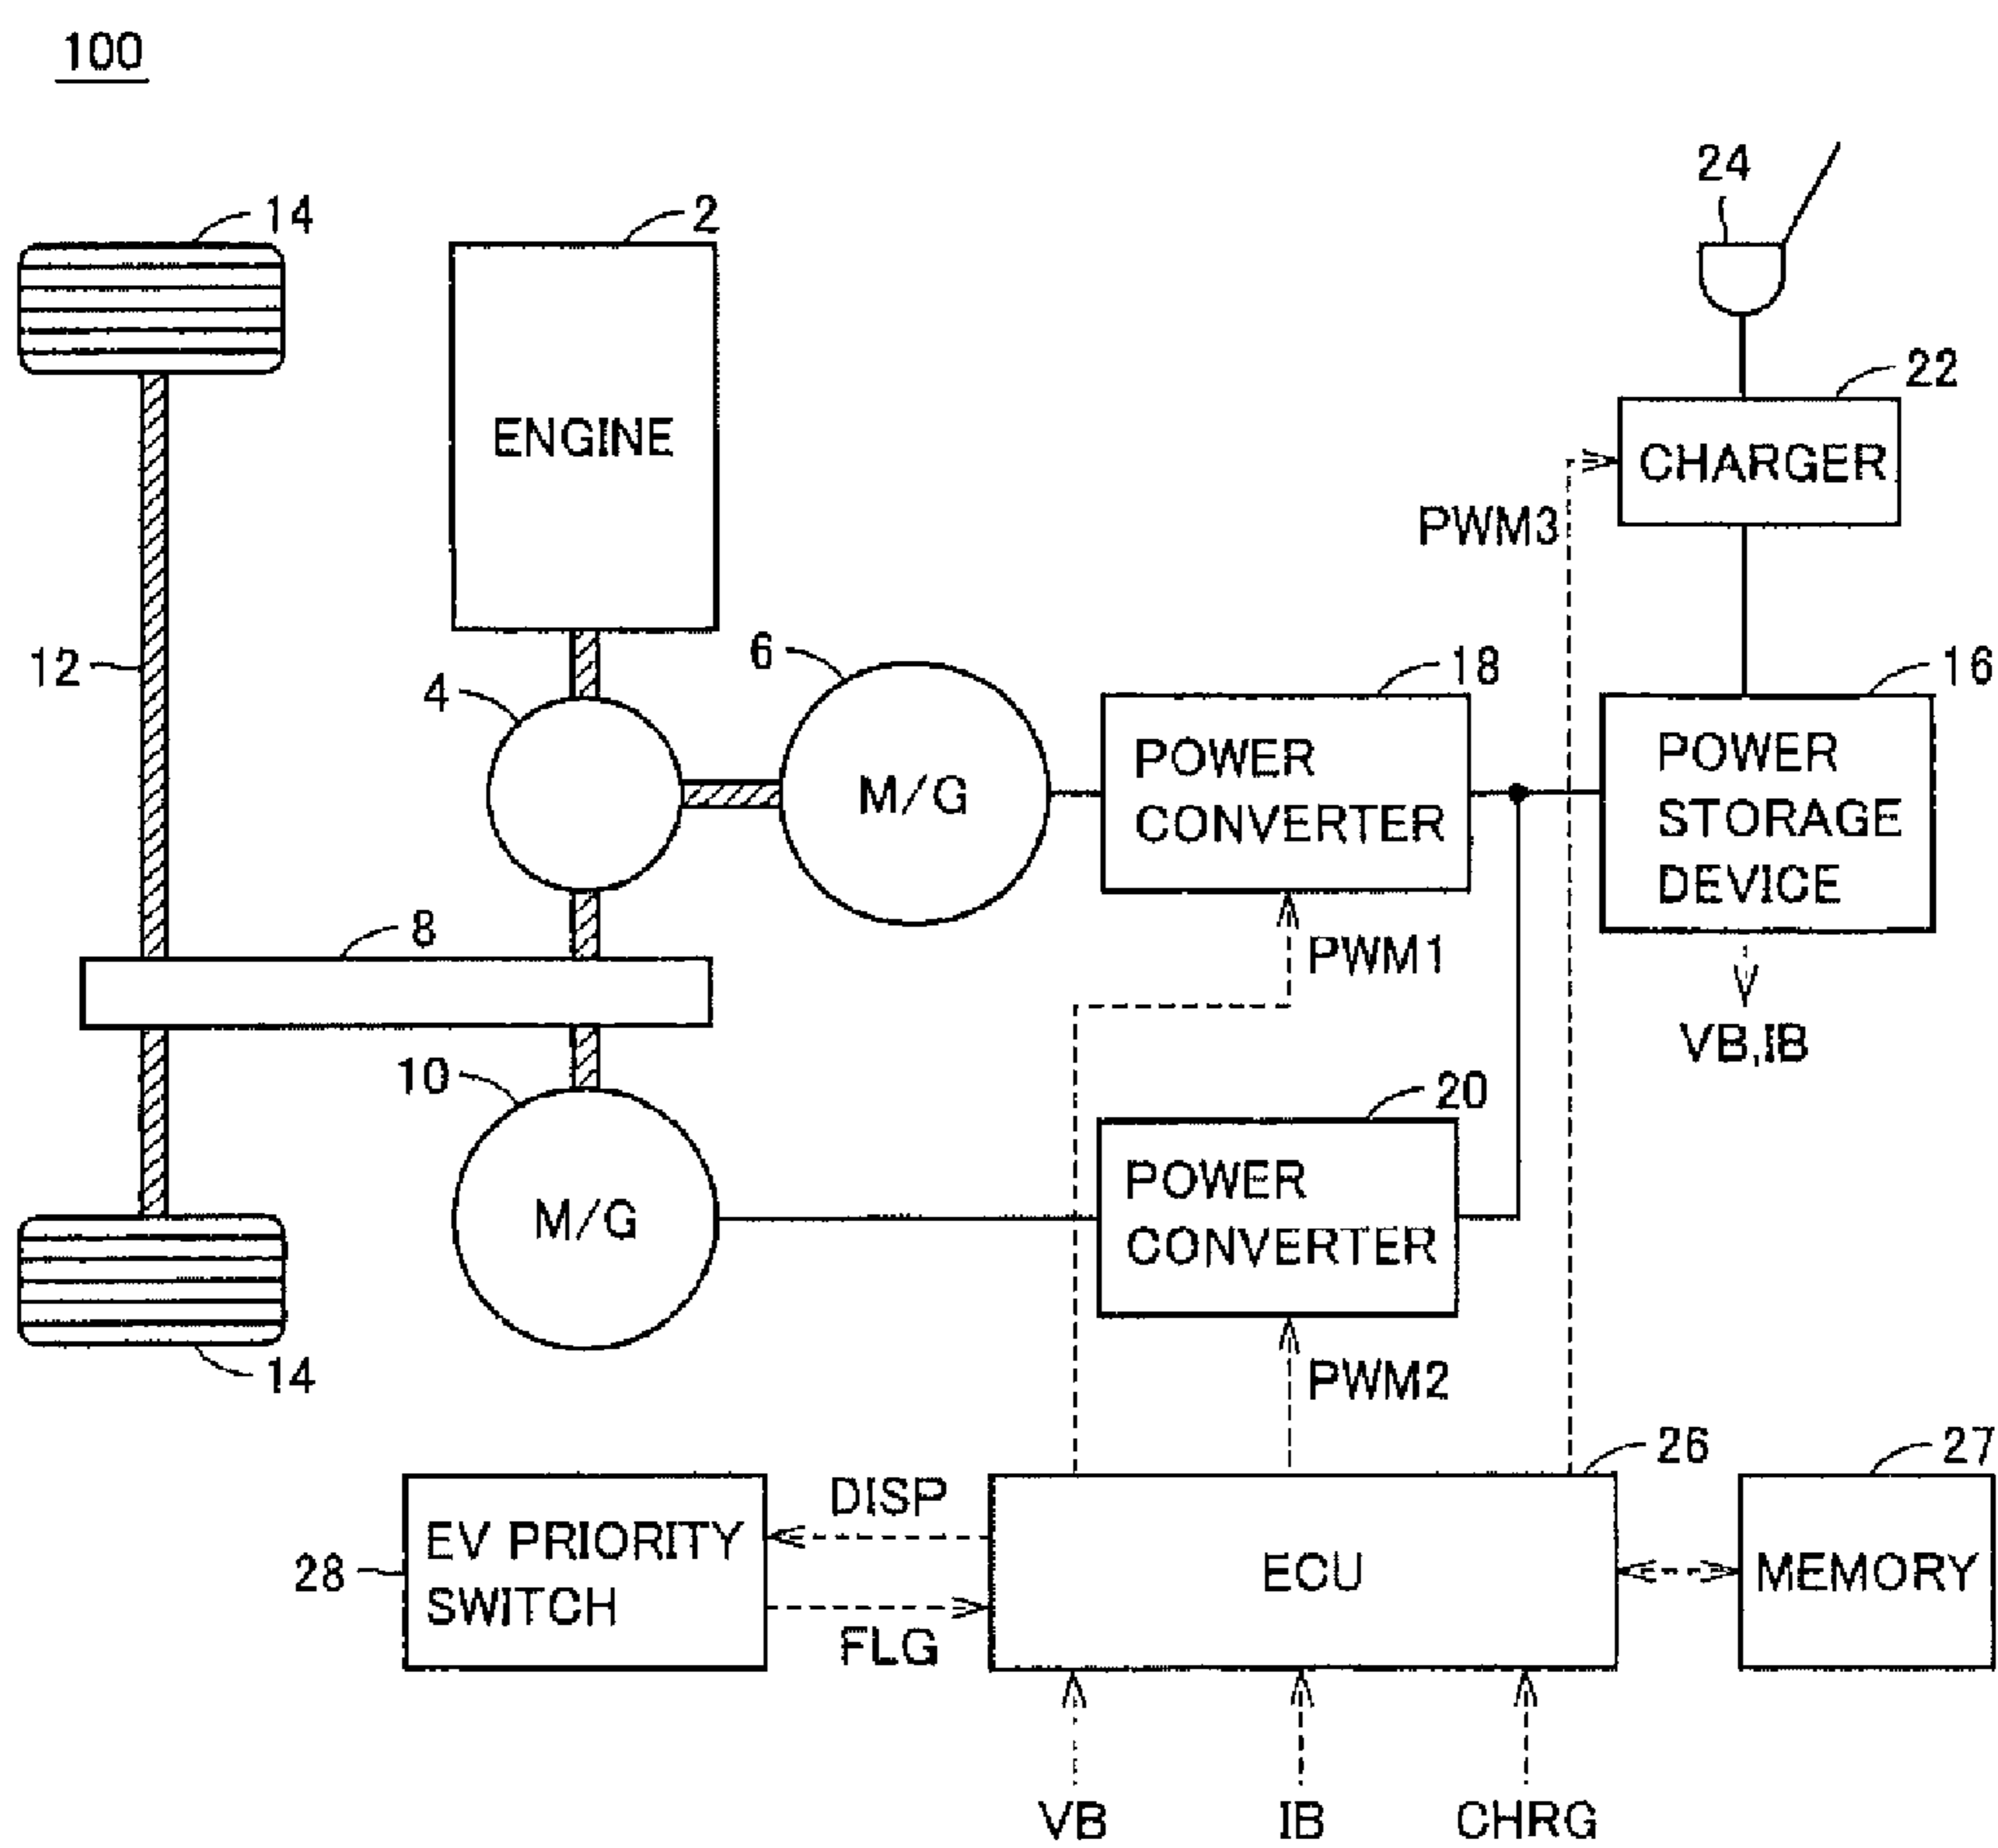 100
24
14
2
22
ENGINE
CHARGER
PWM3
12
6
18
16
4
M/G
POWER
CONVERTER
POWER
STORAGE
DEVICE
8
PWM1
VB,IB
10
20
M/G
POWER
CONVERTER
14
PWM2
26
27
28
EV PRIORITY
SWITCH
DISP
FLG
ECU
MEMORY
VB
IB
CHRG